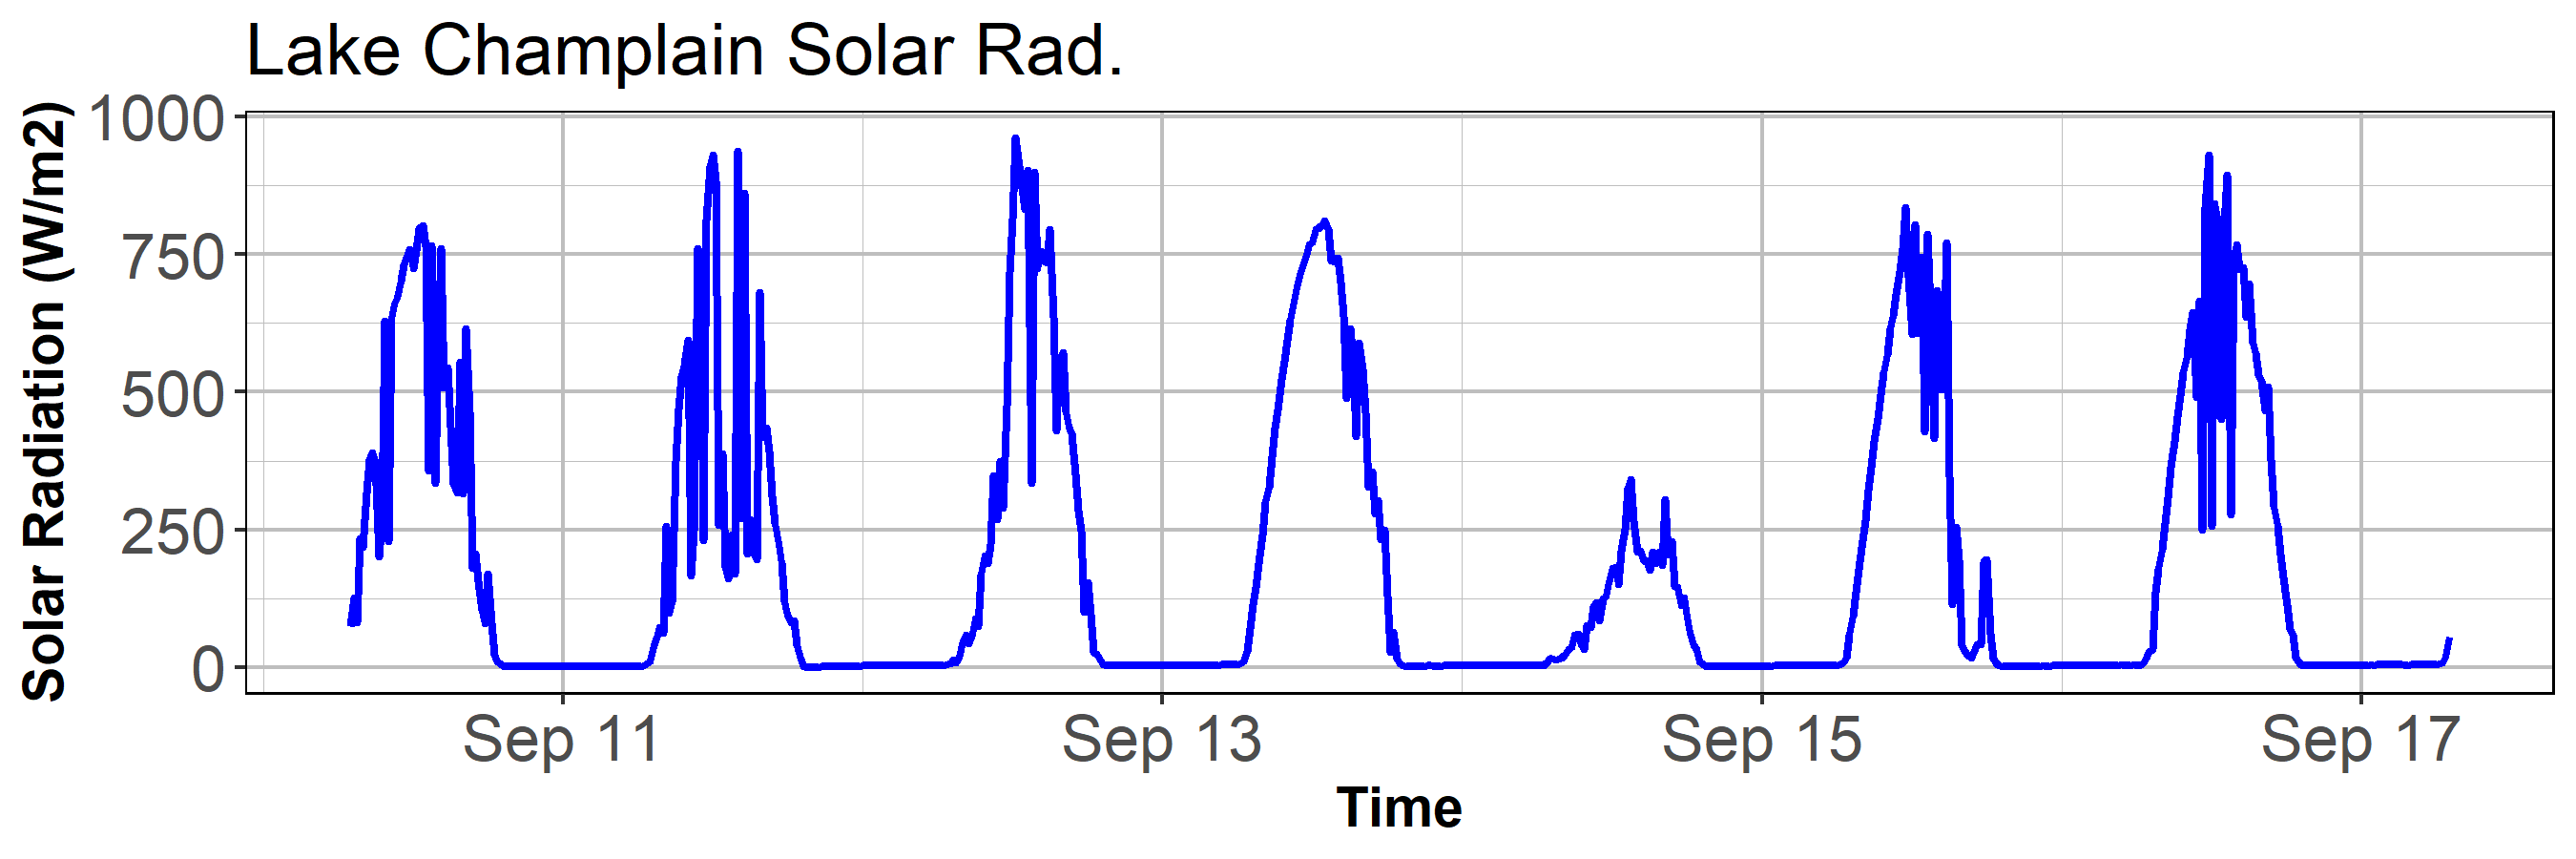 Lake Champlain Solar Rad.
Solar Radiation (W/m2)
1000
750
500
250
0
Sep 11 Sep 13 Sep 15 Sep 17
Time